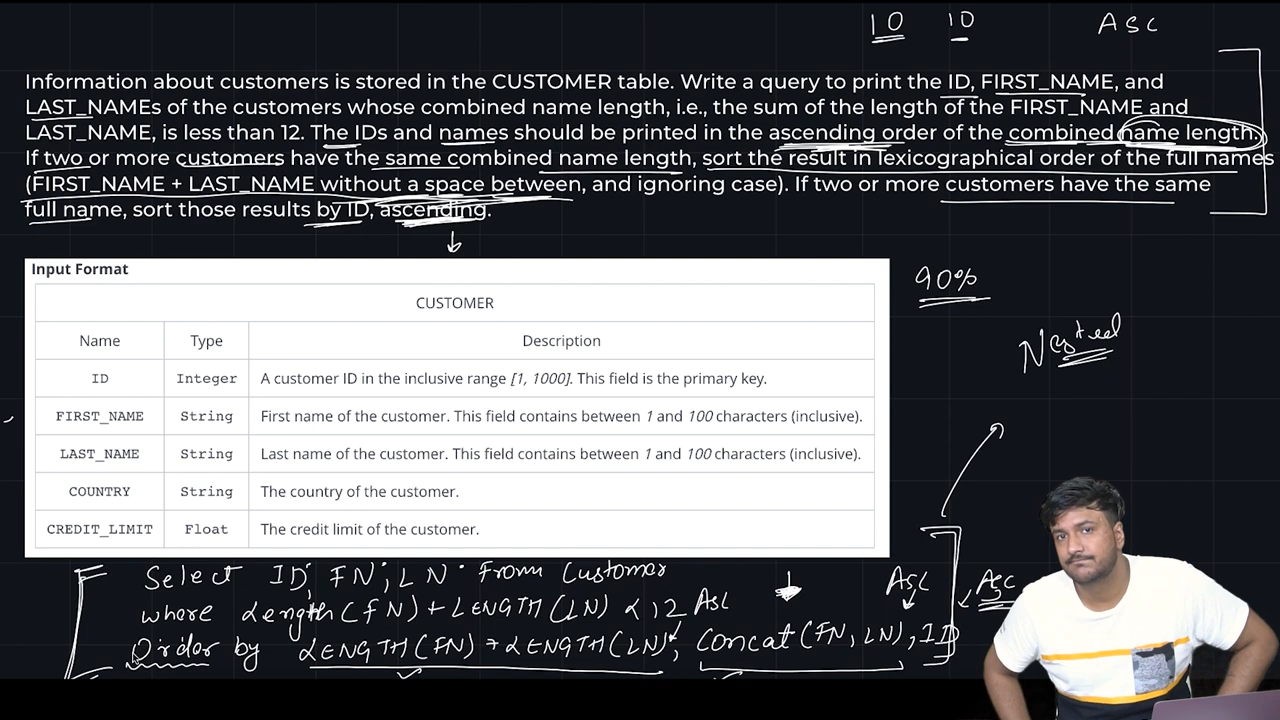 10 10 ASC
Information about customers is stored in the CUSTOMER table. Write a query to print the ID, FIRST_NAME, and
LAST_NAMEs of the customers whose combined name length, i.e., the sum of the length of the FIRST_NAME and
LAST_NAME, is less than 12. The IDs and names should be printed in the ascending order of the combined name length.
If two or more customers have the same combined name length, sort the result in lexicographical order of the full names
(FIRST_NAME + LAST_NAME without a space between, and ignoring case). If two or more customers have the same
full name, sort those results by ID, ascending.
Input Format
CUSTOMER
Name Type Description
ID Integer A customer ID in the inclusive range [1, 1000]. This field is the primary key.
FIRST_NAME String First name of the customer. This field contains between 1 and 100 characters (inclusive).
LAST_NAME String Last name of the customer. This field contains between 1 and 100 characters (inclusive).
COUNTRY String The country of the customer.
CREDIT_LIMIT Float The credit limit of the customer.
90%
Select ID, FN, LN From Customer
where Length(FN) + LENGTH(LN) < 12 Asc
Order by LENGTH(FN) + LENGTH(LN), Concat(FN, LN), ID
ASC
Asc